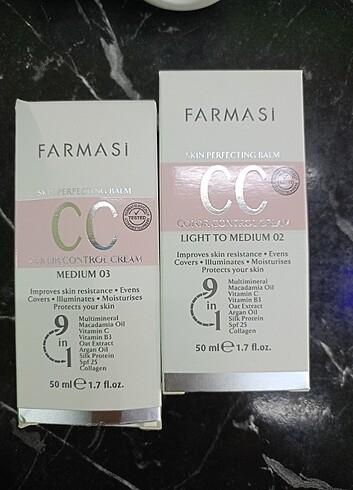 FARMASi
SKIN PERFECTING BALM
CC
TESTED
COLOR CONTROL CREAM
MEDIUM 03
Improves skin resistance • Evens
Covers • Illuminates • Moisturises
Protects your skin
9 in 1
Multimineral
Macadamia Oil
Vitamin C
Vitamin B3
Oat Extract
Argan Oil
Silk Protein
Spf 25
Collagen
50 ml ℮ 1.7 fl.oz.
FARMASi
SKIN PERFECTING BALM
CC
COLOR CONTROL CREAM
LIGHT TO MEDIUM 02
Improves skin resistance • Evens
Covers • Illuminates • Moisturises
Protects your skin
9 in 1
Multimineral
Macadamia Oil
Vitamin C
Vitamin B3
Oat Extract
Argan Oil
Silk Protein
Spf 25
Collagen
50 ml ℮ 1.7 fl.oz.